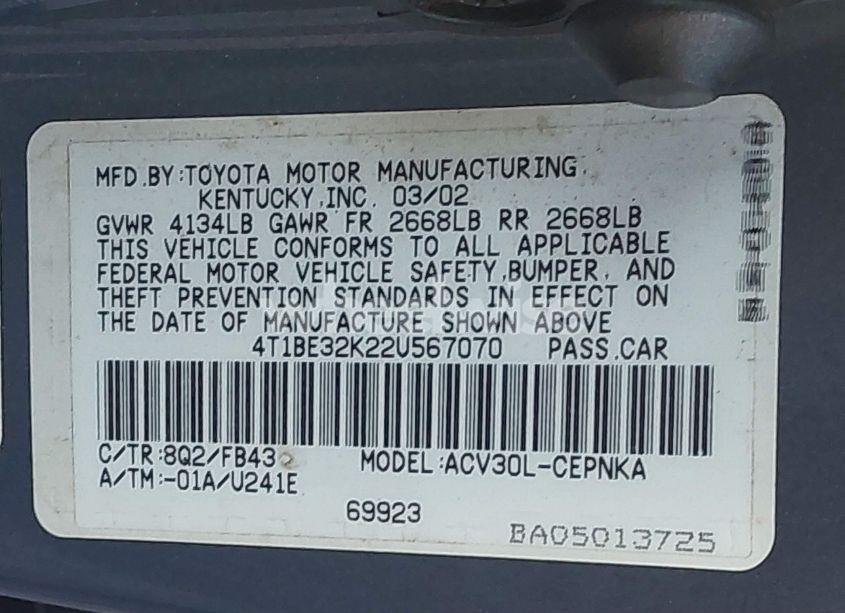 MFD.BY:TOYOTA MOTOR MANUFACTURING
KENTUCKY,INC. 03/02
GVWR 4134LB GAWR FR 2668LB RR 2668LB
THIS VEHICLE CONFORMS TO ALL APPLICABLE
FEDERAL MOTOR VEHICLE SAFETY,BUMPER, AND
THEFT PREVENTION STANDARDS IN EFFECT ON
THE DATE OF MANUFACTURE SHOWN ABOVE
4T1BE32K22U567070 PASS.CAR
C/TR:8Q2/FB43 MODEL:ACV30L-CEPNKA
A/TM:-01A/U241E
69923
BA05013725